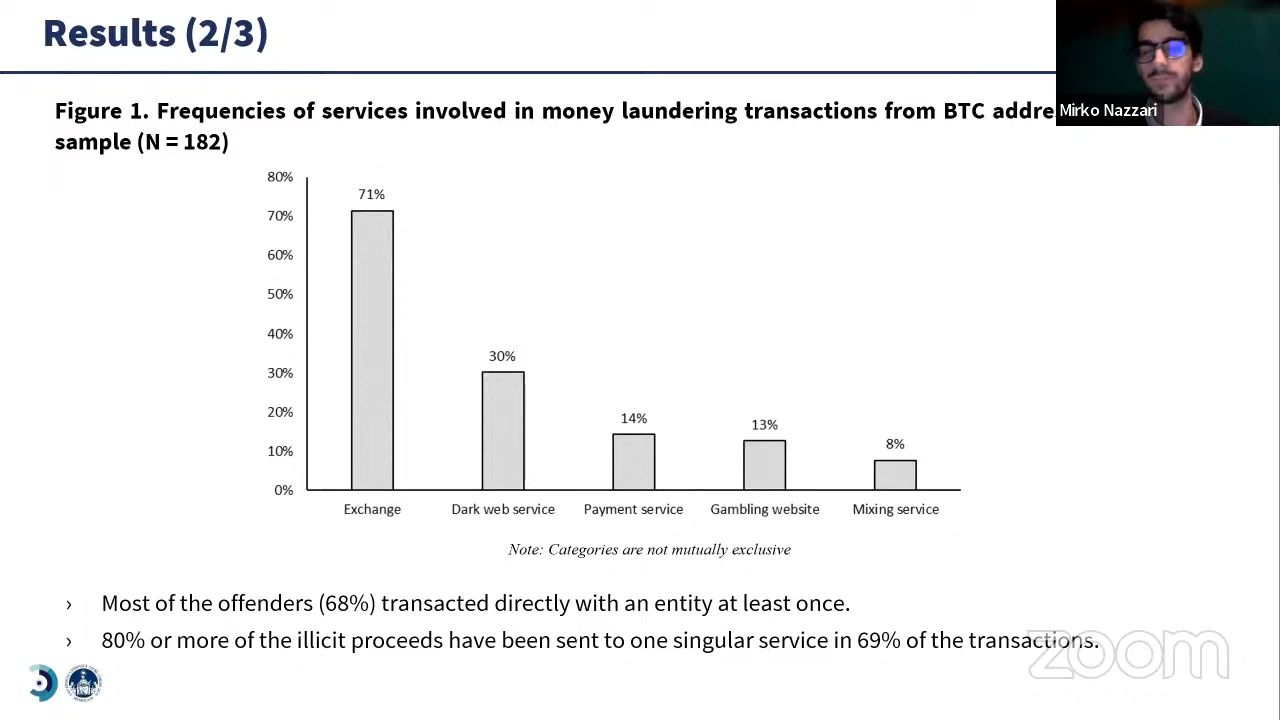 Results (2/3)
Mirko Nazzari
Figure 1. Frequencies of services involved in money laundering transactions from BTC
sample (N = 182)
80%
70%
60%
50%
40%
30%
20%
10%
0%
71%
30%
14%
13%
8%
Exchange Dark web service Payment service Gambling website Mixing service
Note: Categories are not mutually exclusive
› Most of the offenders (68%) transacted directly with an entity at least once.
› 80% or more of the illicit proceeds have been sent to one singular service in 69% of the transactions.
zoom